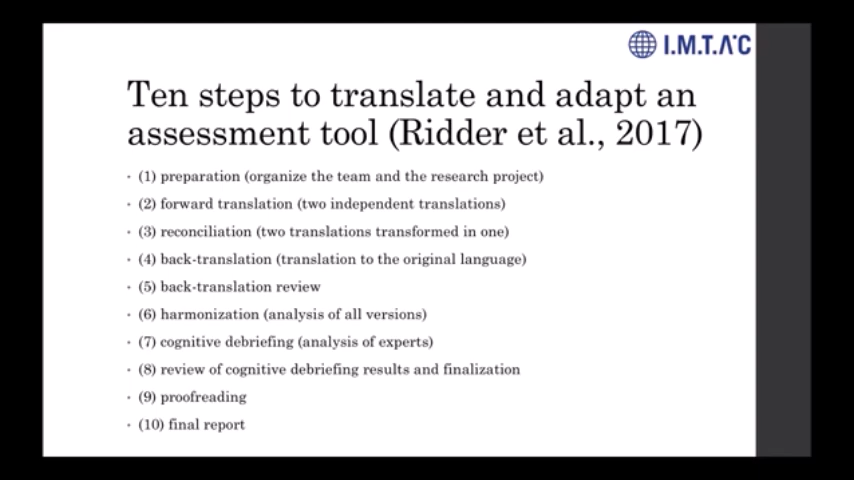 I.M.T.A'C
Ten steps to translate and adapt an
assessment tool (Ridder et al., 2017)
• (1) preparation (organize the team and the research project)
• (2) forward translation (two independent translations)
• (3) reconciliation (two translations transformed in one)
• (4) back-translation (translation to the original language)
• (5) back-translation review
• (6) harmonization (analysis of all versions)
• (7) cognitive debriefing (analysis of experts)
• (8) review of cognitive debriefing results and finalization
• (9) proofreading
• (10) final report